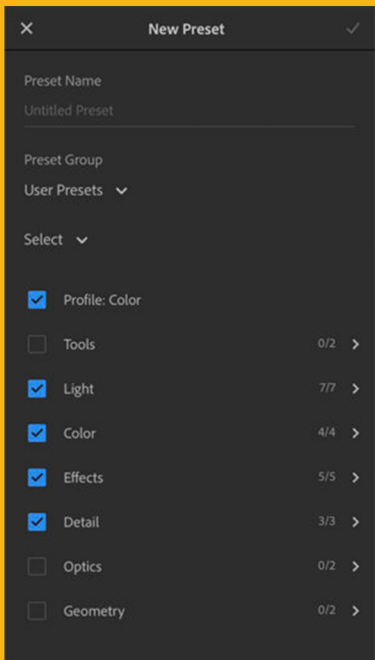 New Preset
Preset Name
Untitled Preset
Preset Group
User Presets
Select
Profile: Color
Tools 0/2
Light 7/7
Color 4/4
Effects 5/5
Detail 3/3
Optics 0/2
Geometry 0/2